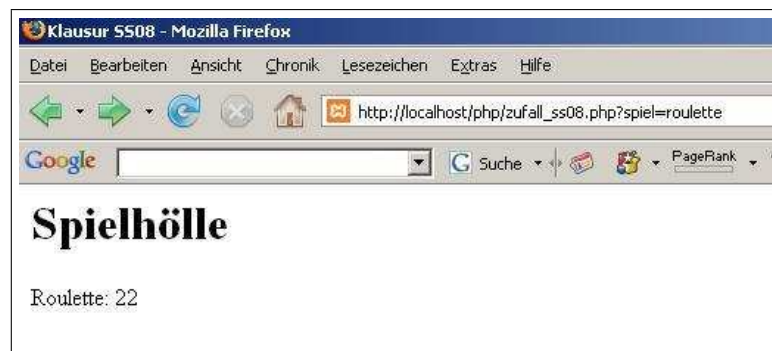 Klausur SS08 - Mozilla Firefox
Datei Bearbeiten Ansicht Chronik Lesezeichen Extras Hilfe
http://localhost/php/zufall_ss08.php?spiel=roulette
Google G Suche PageRank
Spielhölle
Roulette: 22